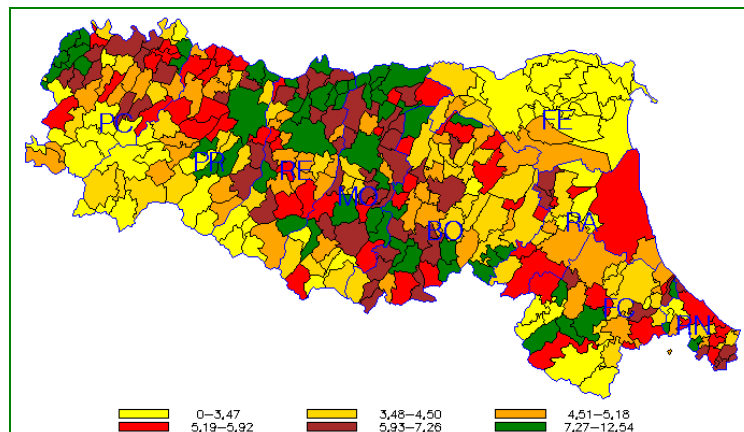 PC
FE
PR
RE
MO
RA
BO
FO
RN
0–3,47 3,48–4,50 4,51–5,18
5,19–5,92 5,93–7,26 7,27–12,54